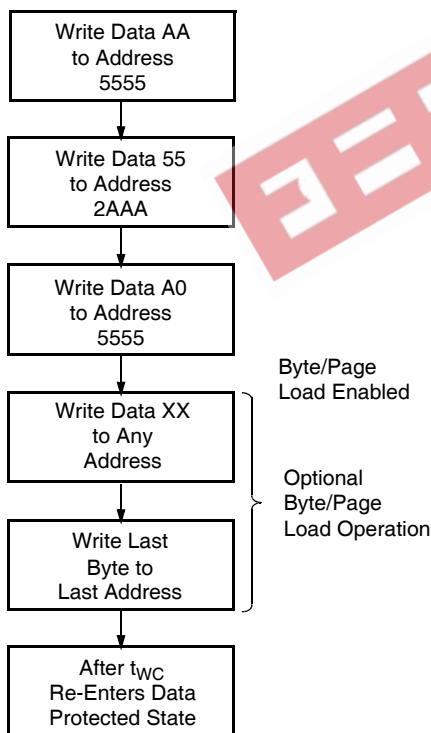 Write Data AA
to Address
5555
Write Data 55
to Address
2AAA
Write Data A0
to Address
5555
Byte/Page
Load Enabled
Write Data XX
to Any
Address
Optional
Byte/Page
Load Operation
Write Last
Byte to
Last Address
After tWC
Re-Enters Data
Protected State